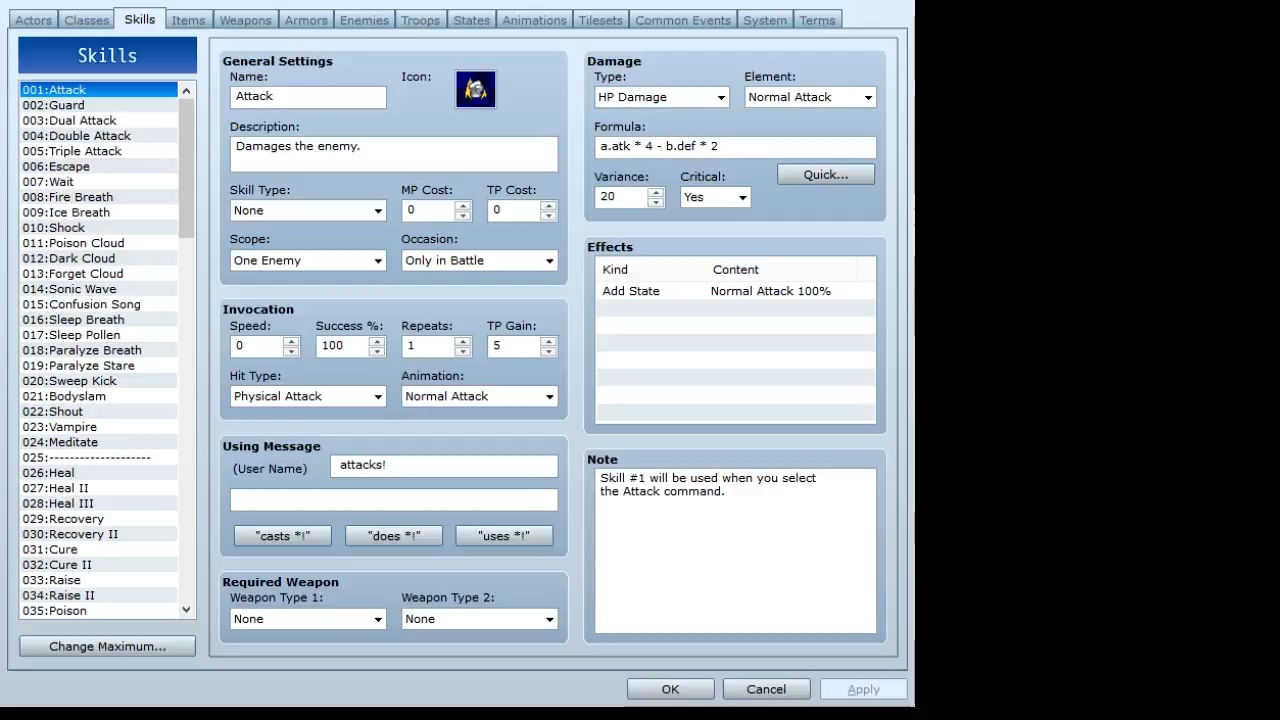 Actors Classes Skills Items Weapons Armors Enemies Troops States Animations Tilesets Common Events System Terms
Skills
001:Attack
002:Guard
003:Dual Attack
004:Double Attack
005:Triple Attack
006:Escape
007:Wait
008:Fire Breath
009:Ice Breath
010:Shock
011:Poison Cloud
012:Dark Cloud
013:Forget Cloud
014:Sonic Wave
015:Confusion Song
016:Sleep Breath
017:Sleep Pollen
018:Paralyze Breath
019:Paralyze Stare
020:Sweep Kick
021:Bodyslam
022:Shout
023:Vampire
024:Meditate
025:--------------------
026:Heal
027:Heal II
028:Heal III
029:Recovery
030:Recovery II
031:Cure
032:Cure II
033:Raise
034:Raise II
035:Poison
Change Maximum...
General Settings
Name: Icon:
Attack
Description:
Damages the enemy.
Skill Type: MP Cost: TP Cost:
None 0 0
Scope: Occasion:
One Enemy Only in Battle
Invocation
Speed: Success %: Repeats: TP Gain:
0 100 1 5
Hit Type: Animation:
Physical Attack Normal Attack
Using Message
(User Name) attacks!
"casts *!" "does *!" "uses *!"
Required Weapon
Weapon Type 1: Weapon Type 2:
None None
Damage
Type: Element:
HP Damage Normal Attack
Formula:
a.atk * 4 - b.def * 2
Variance: Critical: Quick...
20 Yes
Effects
Kind Content
Add State Normal Attack 100%
Note
Skill #1 will be used when you select
the Attack command.
OK Cancel Apply